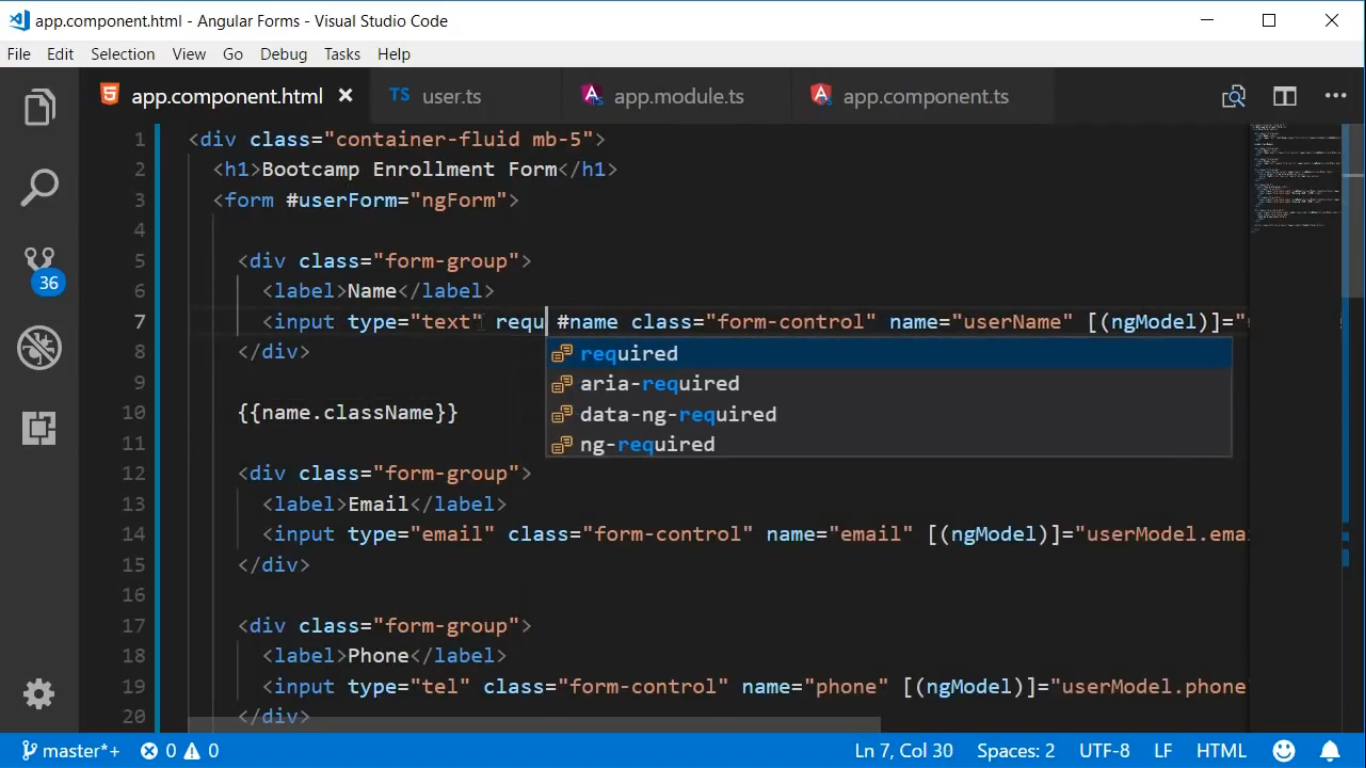 app.component.html - Angular Forms - Visual Studio Code
File Edit Selection View Go Debug Tasks Help
app.component.html TS user.ts app.module.ts app.component.ts
1 <div class="container-fluid mb-5">
2 <h1>Bootcamp Enrollment Form</h1>
3 <form #userForm="ngForm">
4
5 <div class="form-group">
6 <label>Name</label>
7 <input type="text" requ #name class="form-control" name="userName" [(ngModel)]="
8 </div>
required
9
aria-required
10 {{name.className}}
data-ng-required
11
ng-required
12 <div class="form-group">
13 <label>Email</label>
14 <input type="email" class="form-control" name="email" [(ngModel)]="userModel.emai
15 </div>
16
17 <div class="form-group">
18 <label>Phone</label>
19 <input type="tel" class="form-control" name="phone" [(ngModel)]="userModel.phone
20 </div>
36
master*+ 0 0 Ln 7, Col 30 Spaces: 2 UTF-8 LF HTML